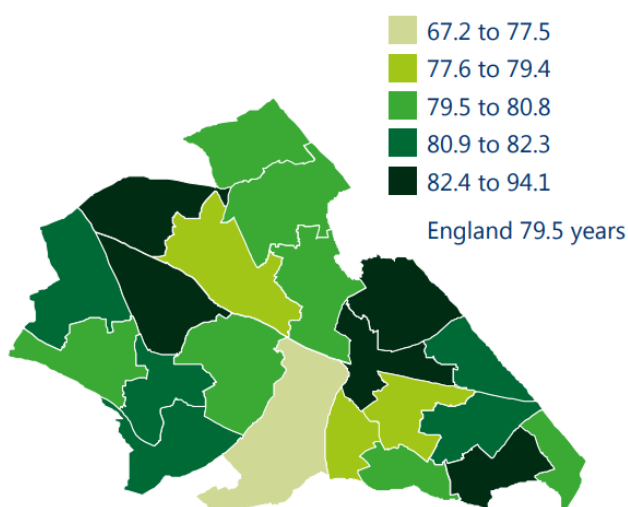 67.2 to 77.5
77.6 to 79.4
79.5 to 80.8
80.9 to 82.3
82.4 to 94.1
England 79.5 years